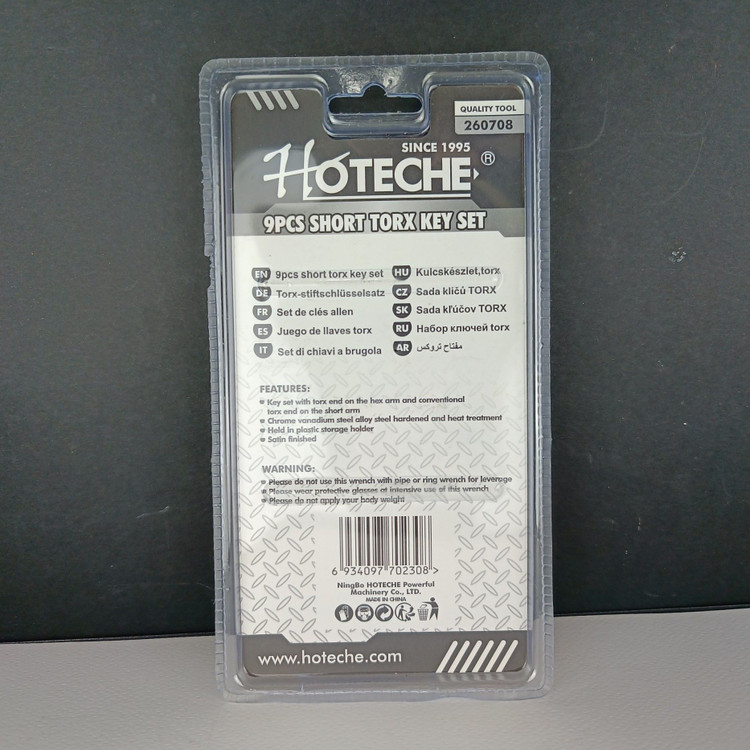 QUALITY TOOL
260708
SINCE 1995
HOTECHE®
9PCS SHORT TORX KEY SET
EN 9pcs short torx key set
DE Torx-stiftschlüsselsatz
FR Set de clés allen
ES Juego de llaves torx
IT Set di chiavi a brugola
HU Kulcskészlet,torx
CZ Sada klíčů TORX
SK Sada kľúčov TORX
RU Набор ключей torx
AR مفتاح تروكس
FEATURES:
Key set with torx end on the hex arm and conventional
torx end on the short arm
Chrome vanadium steel alloy steel hardened and heat treatment
Held in plastic storage holder
Satin finished
WARNING:
Please do not use this wrench with pipe or ring wrench for leverage
Please wear protective glasses at intensive use of this wrench
Please do not apply your body weight
6 934097 702308 >
NingBo HOTECHE Powerful
Machinery Co., LTD.
MADE IN CHINA
www.hoteche.com